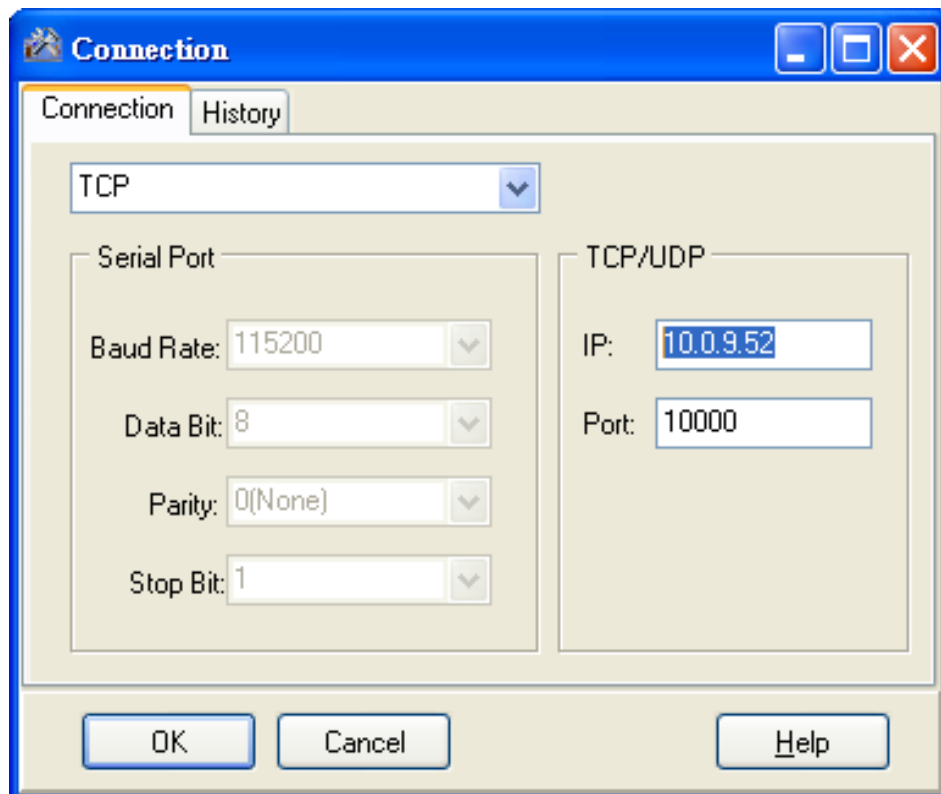 Connection
Connection History
TCP
Serial Port
Baud Rate: 115200
Data Bit: 8
Parity: 0(None)
Stop Bit: 1
TCP/UDP
IP: 10.0.9.52
Port: 10000
OK Cancel Help